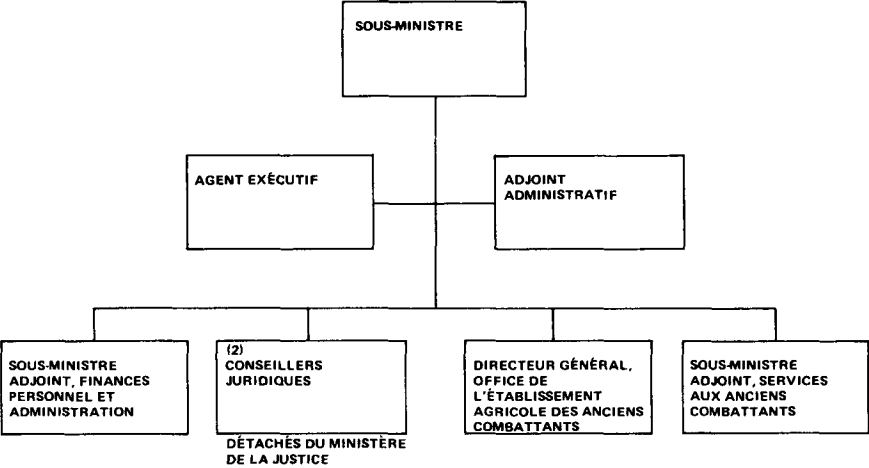 SOUS-MINISTRE
AGENT EXÉCUTIF
ADJOINT
ADMINISTRATIF
SOUS-MINISTRE
ADJOINT, FINANCES
PERSONNEL ET
ADMINISTRATION
(2)
CONSEILLERS
JURIDIQUES
DÉTACHÉS DU MINISTÈRE
DE LA JUSTICE
DIRECTEUR GÉNÉRAL,
OFFICE DE
L'ÉTABLISSEMENT
AGRICOLE DES ANCIENS
COMBATTANTS
SOUS-MINISTRE
ADJOINT, SERVICES
AUX ANCIENS
COMBATTANTS